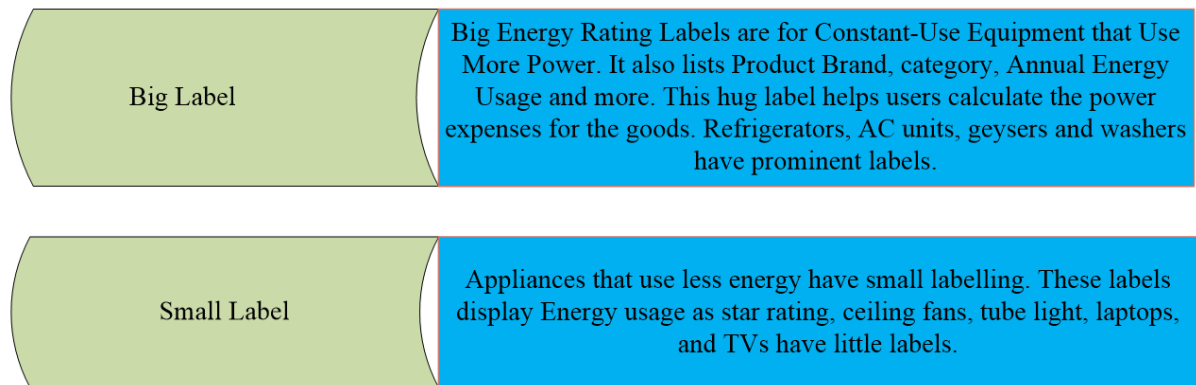 Big Label
Big Energy Rating Labels are for Constant-Use Equipment that Use
More Power. It also lists Product Brand, category, Annual Energy
Usage and more. This hug label helps users calculate the power
expenses for the goods. Refrigerators, AC units, geysers and washers
have prominent labels.
Small Label
Appliances that use less energy have small labelling. These labels
display Energy usage as star rating, ceiling fans, tube light, laptops,
and TVs have little labels.